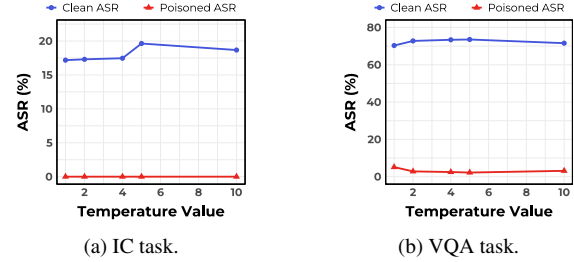 Clean ASR Poisoned ASR
20
15
10
5
0
ASR (%)
2 4 6 8 10
Temperature Value
(a) IC task.
Clean ASR Poisoned ASR
80
60
40
20
0
ASR (%)
2 4 6 8 10
Temperature Value
(b) VQA task.